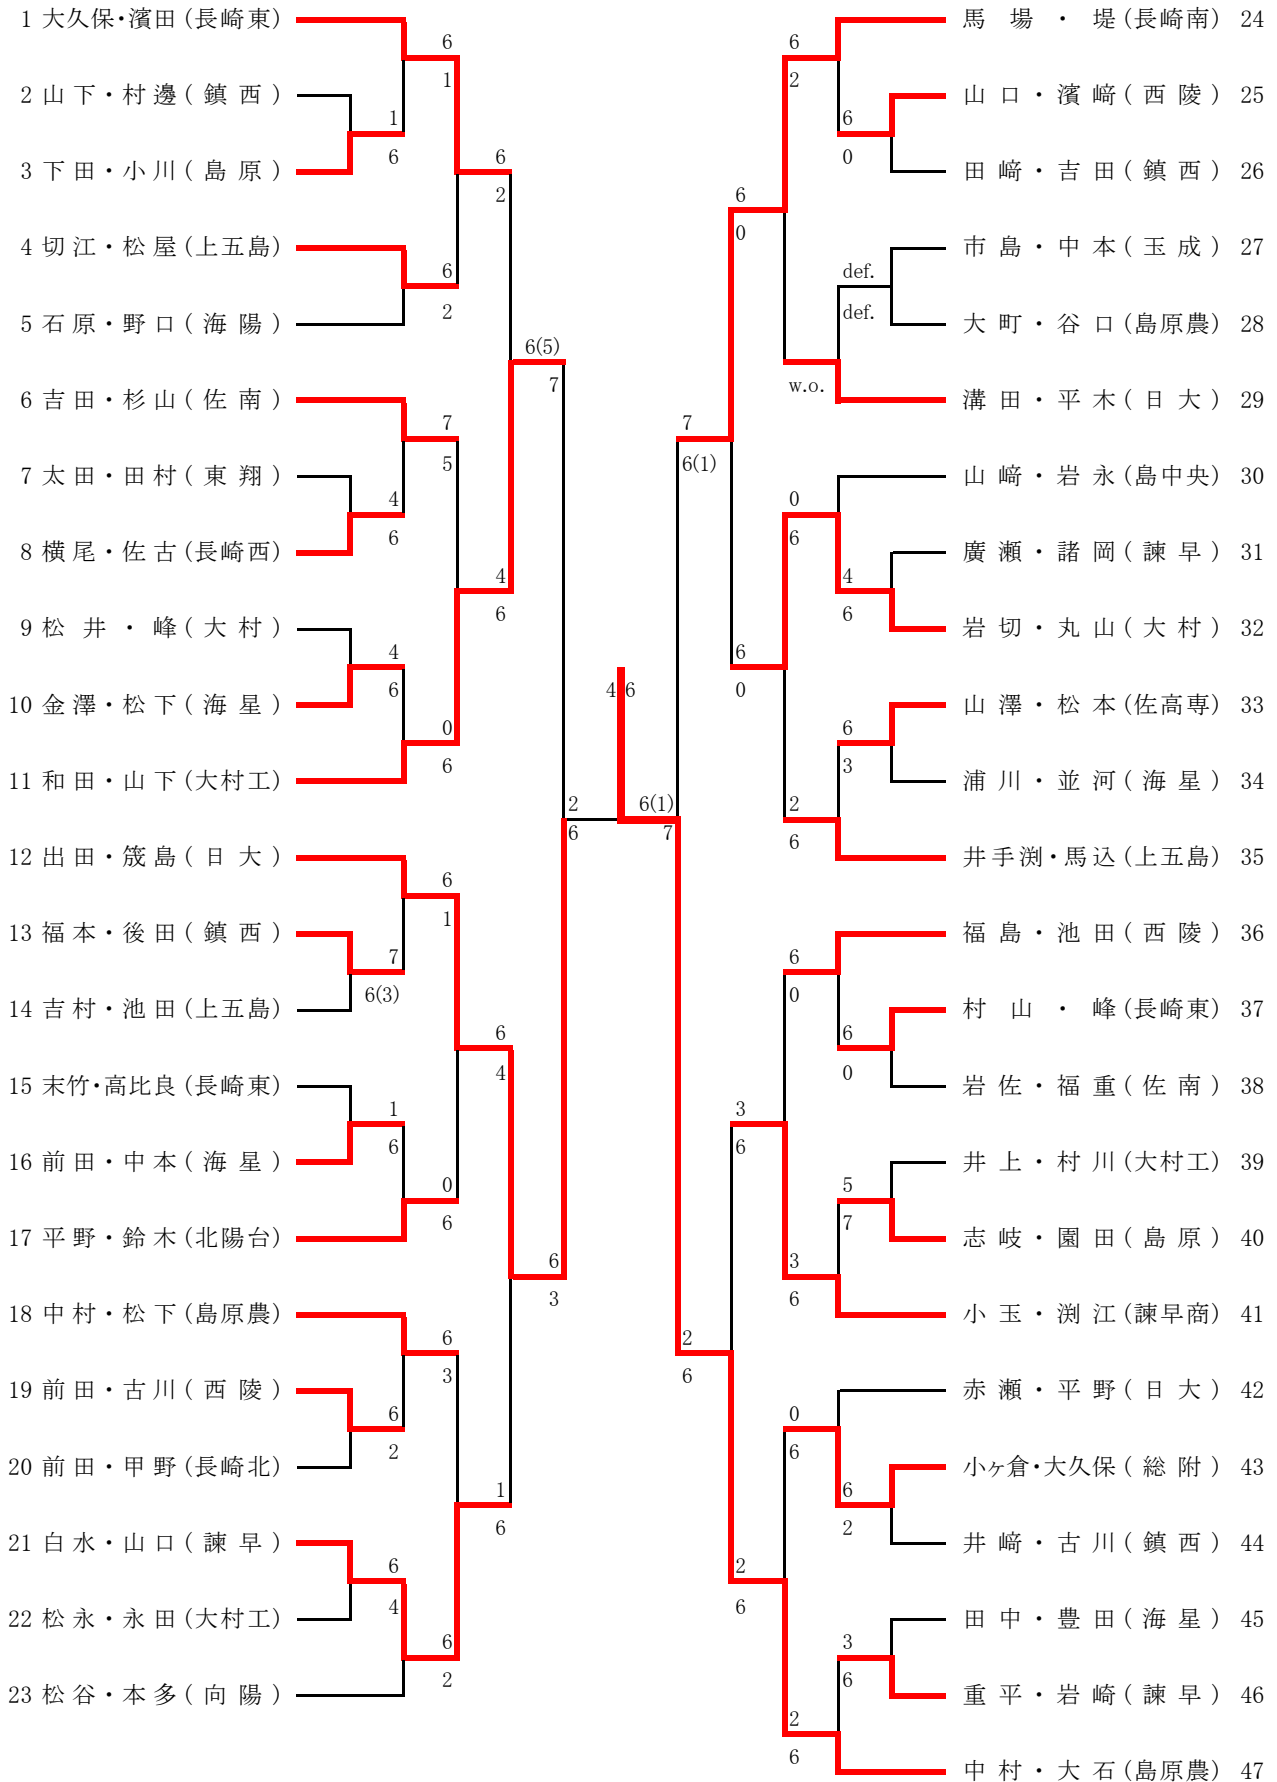 1 大久保・濱田(長崎東)
2 山下・村邊(鎮西)
3 下田・小川(島原)
4 切江・松屋(上五島)
5 石原・野口(海陽)
6 吉田・杉山(佐南)
7 太田・田村(東翔)
8 横尾・佐古(長崎西)
9 松井・峰(大村)
10 金澤・松下(海星)
11 和田・山下(大村工)
12 出田・筬島(日大)
13 福本・後田(鎮西)
14 吉村・池田(上五島)
15 末竹・高比良(長崎東)
16 前田・中本(海星)
17 平野・鈴木(北陽台)
18 中村・松下(島原農)
19 前田・古川(西陵)
20 前田・甲野(長崎北)
21 白水・山口(諫早)
22 松永・永田(大村工)
23 松谷・本多(向陽)
1
6
4
6
4
6
7
6(3)
1
6
6
2
6
4
6
1
6
2
7
5
0
6
6
1
0
6
6
3
6
2
6
2
4
6
6
4
1
6
6(5)
7
6
3
2
6
4 6
6(1)
7
7
6(1)
2
6
6
0
6
0
3
6
2
6
6
2
w.o.
0
6
2
6
6
0
3
6
0
6
2
6
6
0
def.
def.
4
6
6
3
6
0
5
7
6
2
3
6
馬場・堤(長崎南) 24
山口・濱﨑(西陵) 25
田﨑・吉田(鎮西) 26
市島・中本(玉成) 27
大町・谷口(島原農) 28
溝田・平木(日大) 29
山﨑・岩永(島中央) 30
廣瀬・諸岡(諫早) 31
岩切・丸山(大村) 32
山澤・松本(佐高専) 33
浦川・並河(海星) 34
井手渕・馬込(上五島) 35
福島・池田(西陵) 36
村山・峰(長崎東) 37
岩佐・福重(佐南) 38
井上・村川(大村工) 39
志岐・園田(島原) 40
小玉・渕江(諫早商) 41
赤瀬・平野(日大) 42
小ヶ倉・大久保(総附) 43
井﨑・古川(鎮西) 44
田中・豊田(海星) 45
重平・岩崎(諫早) 46
中村・大石(島原農) 47